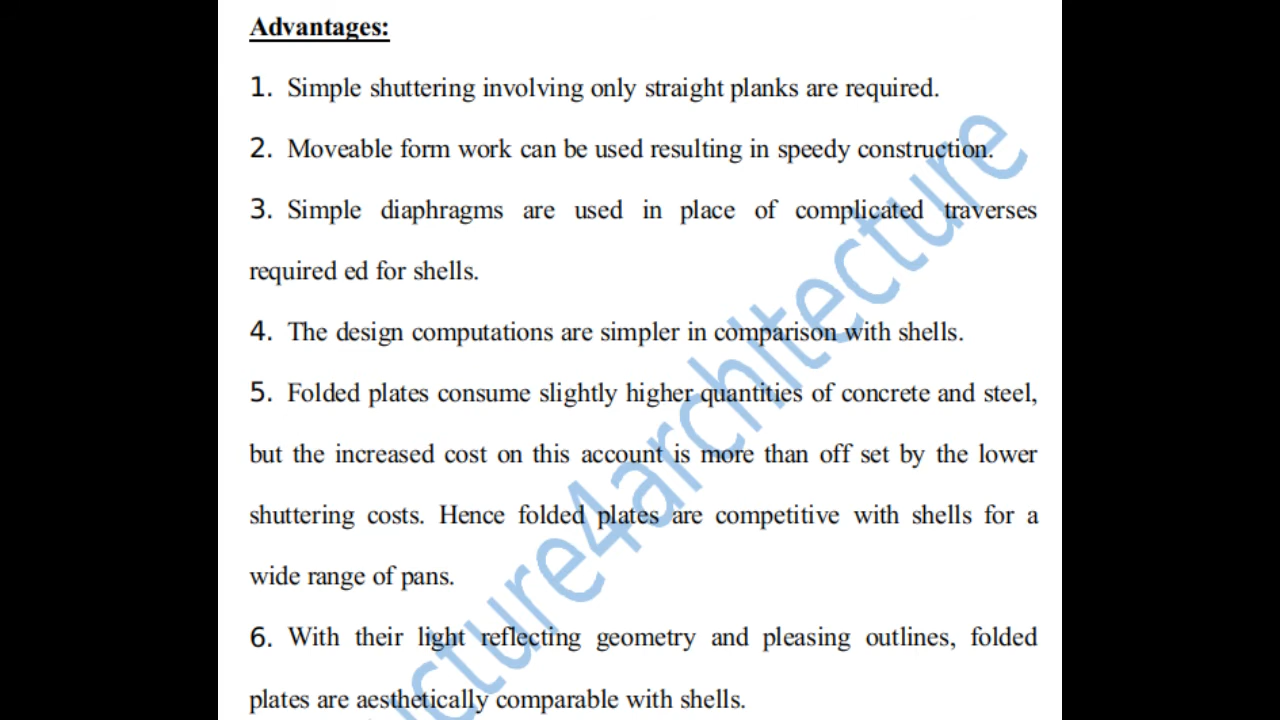 Advantages:
1. Simple shuttering involving only straight planks are required.
2. Moveable form work can be used resulting in speedy construction.
3. Simple diaphragms are used in place of complicated traverses
required ed for shells.
4. The design computations are simpler in comparison with shells.
5. Folded plates consume slightly higher quantities of concrete and steel,
but the increased cost on this account is more than off set by the lower
shuttering costs. Hence folded plates are competitive with shells for a
wide range of pans.
6. With their light reflecting geometry and pleasing outlines, folded
plates are aesthetically comparable with shells.
ucture4architecture